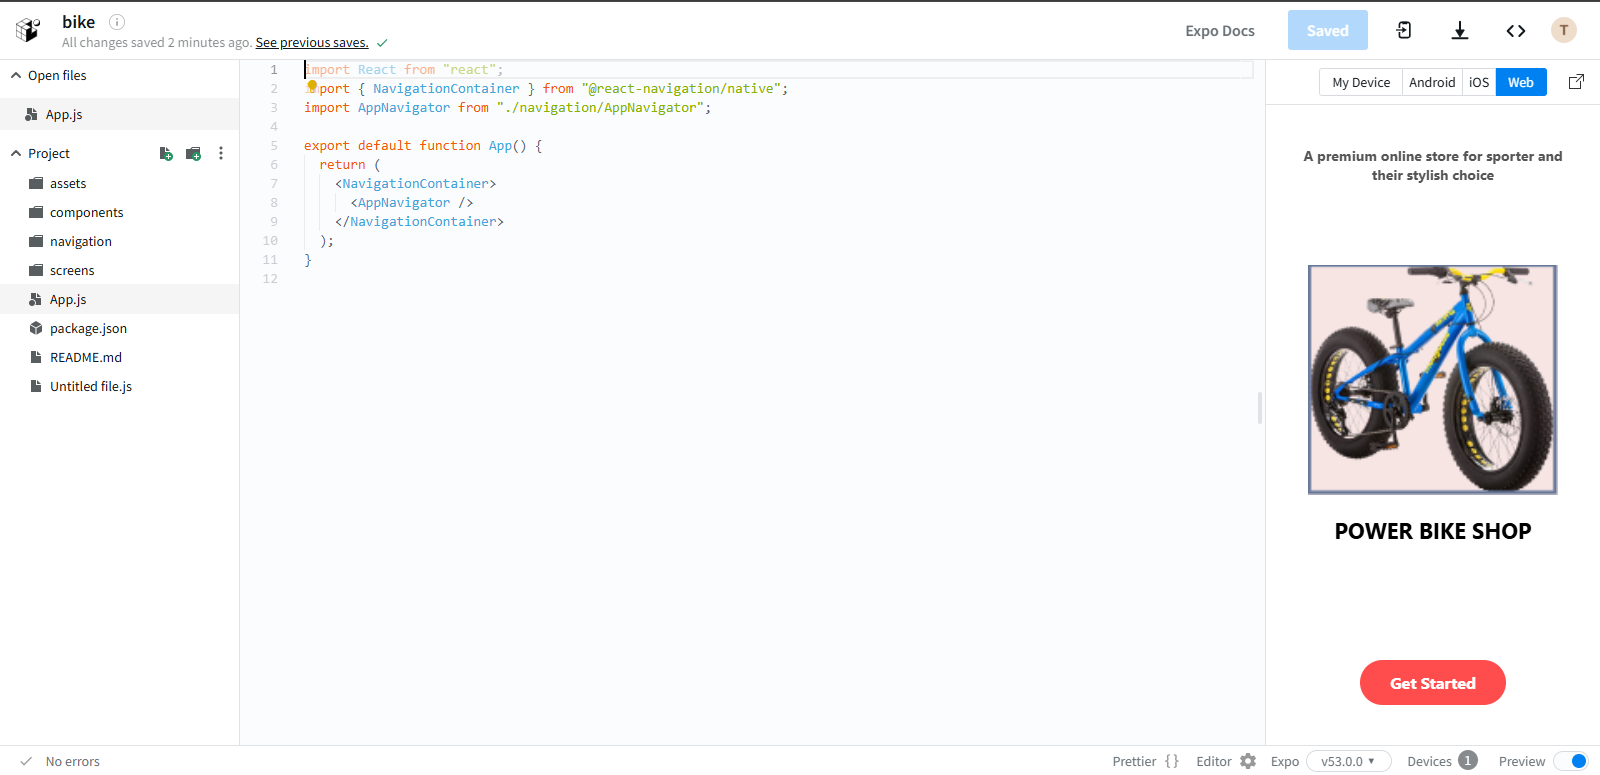 bike
All changes saved 2 minutes ago. See previous saves.
Expo Docs
Saved
T
Open files
App.js
Project
assets
components
navigation
screens
App.js
package.json
README.md
Untitled file.js
1 import React from "react";
2 import { NavigationContainer } from "@react-navigation/native";
3 import AppNavigator from "./navigation/AppNavigator";
4
5 export default function App() {
6 return (
7 <NavigationContainer>
8 <AppNavigator />
9 </NavigationContainer>
10 );
11 }
12
My Device Android iOS Web
A premium online store for sporter and
their stylish choice
POWER BIKE SHOP
Get Started
No errors
Prettier {} Editor Expo v53.0.0 Devices 1 Preview